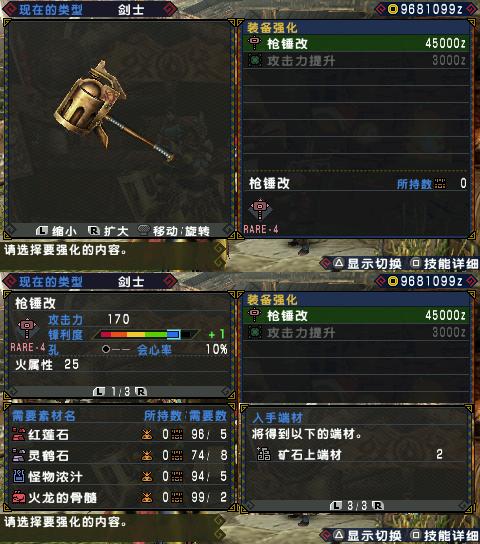 现在的类型 剑士
9681099z
装备强化
枪锤改 45000z
攻击力提升 3000z
枪锤改 所持数 0
RARE-4
L 缩小 R 扩大 移动/旋转
请选择要强化的内容。
△显示切换 □技能详细
现在的类型 剑士
9681099z
枪锤改
攻击力 170
RARE-4 锋利度 +1
孔 ●-- 会心率 10%
火属性 25
L 1/3 R
装备强化
枪锤改 45000z
攻击力提升 3000z
需要素材名 所持数 需要数
红莲石 0 96/ 5
灵鹤石 0 74/ 8
怪物浓汁 0 94/ 5
火龙的骨髓 0 99/ 2
入手端材
将得到以下的端材。
矿石上端材 2
L 3/3 R
请选择要强化的内容。
△显示切换 □技能详细